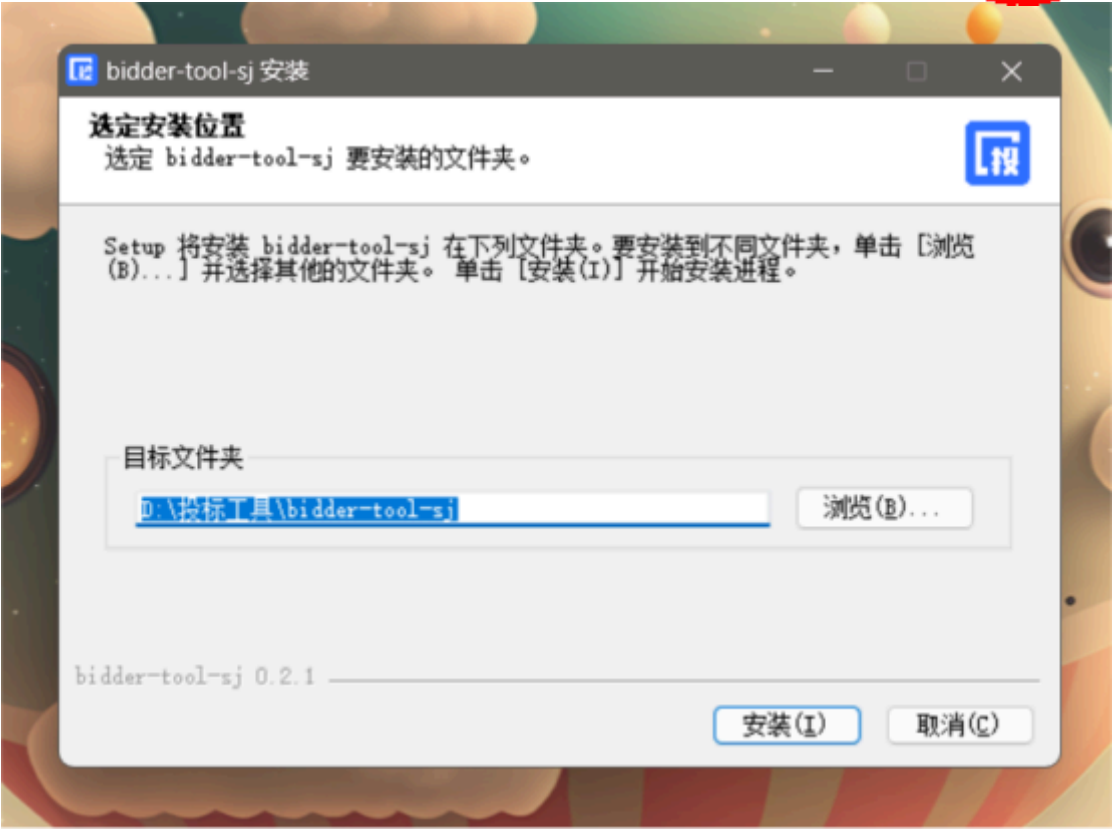 bidder-tool-sj 安装
选定安装位置
选定 bidder-tool-sj 要安装的文件夹。
投
Setup 将安装 bidder-tool-sj 在下列文件夹。要安装到不同文件夹，单击 [浏览
(B)...] 并选择其他的文件夹。 单击 [安装(I)] 开始安装进程。
目标文件夹
D:\投标工具\bidder-tool-sj
浏览(B)...
bidder-tool-sj 0.2.1
安装(I)
取消(C)